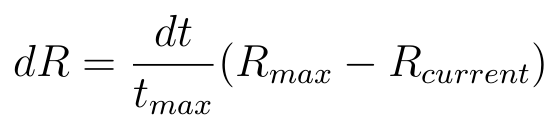 $dR = \frac{dt}{t_{max}}(R_{max} - R_{current})$